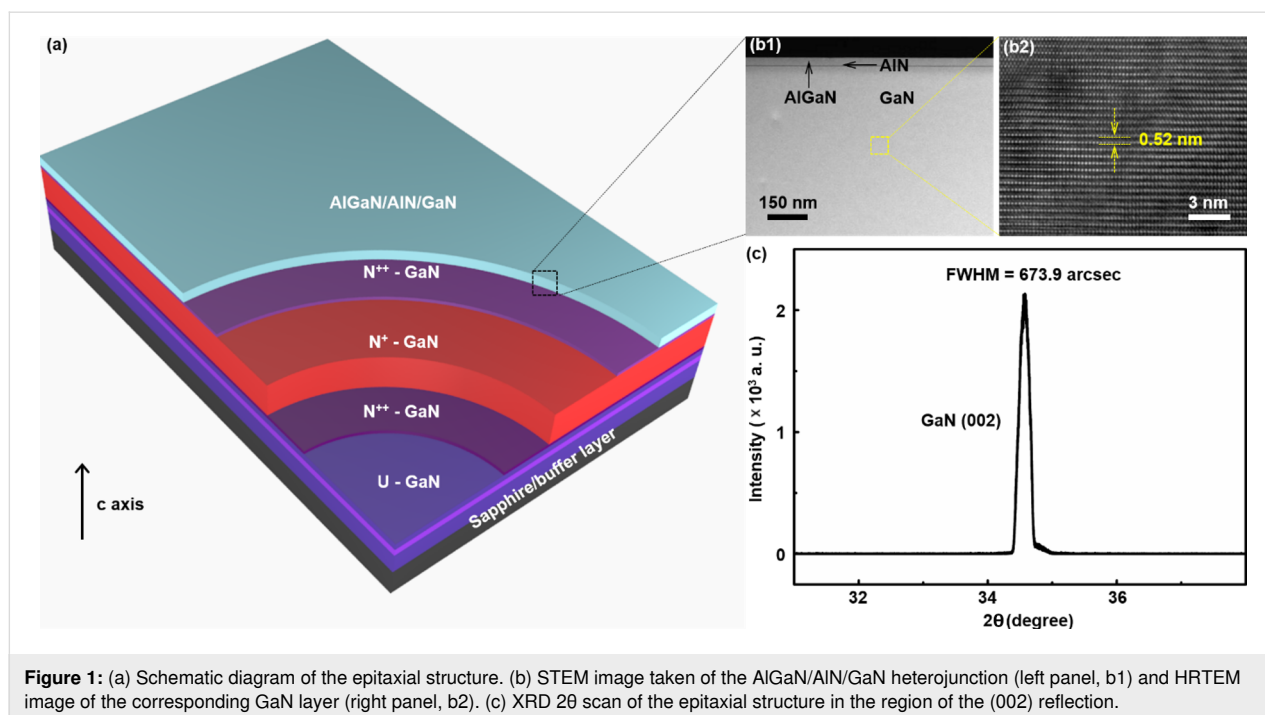 (a)
AlGaN/AlN/GaN
N++ - GaN
N+ - GaN
N++ - GaN
U - GaN
Sapphire/buffer layer
c axis
(b1)
AlN
AlGaN
GaN
150 nm
(b2)
0.52 nm
3 nm
(c)
FWHM = 673.9 arcsec
GaN (002)
Intensity ( × 10³ a. u.)
2
1
0
32
34
36
2θ (degree)
Figure 1: (a) Schematic diagram of the epitaxial structure. (b) STEM image taken of the AlGaN/AlN/GaN heterojunction (left panel, b1) and HRTEM
image of the corresponding GaN layer (right panel, b2). (c) XRD 2θ scan of the epitaxial structure in the region of the (002) reflection.